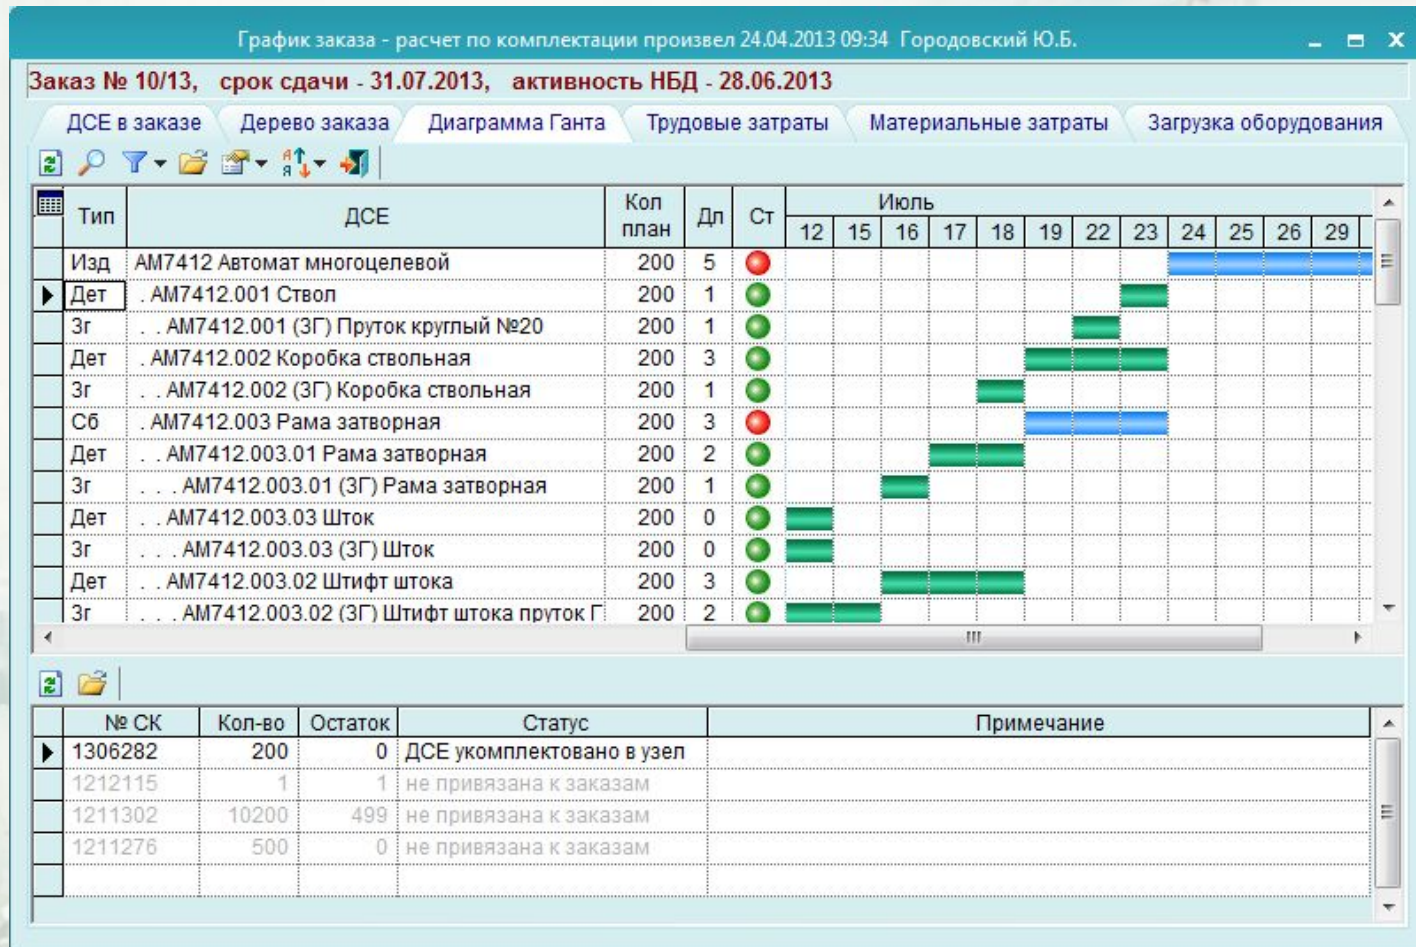 График заказа - расчет по комплектации произвел 24.04.2013 09:34 Городовский Ю.Б.
Заказ № 10/13, срок сдачи - 31.07.2013, активность НБД - 28.06.2013
ДСЕ в заказе Дерево заказа Диаграмма Ганта Трудовые затраты Материальные затраты Загрузка оборудования
Тип ДСЕ Кол план Дл Ст Июль
12 15 16 17 18 19 22 23 24 25 26 29
Изд АМ7412 Автомат многоцелевой 200 5
Дет . АМ7412.001 Ствол 200 1
Зг . . АМ7412.001 (ЗГ) Пруток круглый №20 200 1
Дет . АМ7412.002 Коробка ствольная 200 3
Зг . . АМ7412.002 (ЗГ) Коробка ствольная 200 1
Сб . АМ7412.003 Рама затворная 200 3
Дет . . АМ7412.003.01 Рама затворная 200 2
Зг . . . АМ7412.003.01 (ЗГ) Рама затворная 200 1
Дет . . АМ7412.003.03 Шток 200 0
Зг . . . АМ7412.003.03 (ЗГ) Шток 200 0
Дет . . АМ7412.003.02 Штифт штока 200 3
Зг . . . АМ7412.003.02 (ЗГ) Штифт штока пруток Г 200 2
№ СК Кол-во Остаток Статус Примечание
1306282 200 0 ДСЕ укомплектовано в узел
1212115 1 1 не привязана к заказам
1211302 10200 499 не привязана к заказам
1211276 500 0 не привязана к заказам